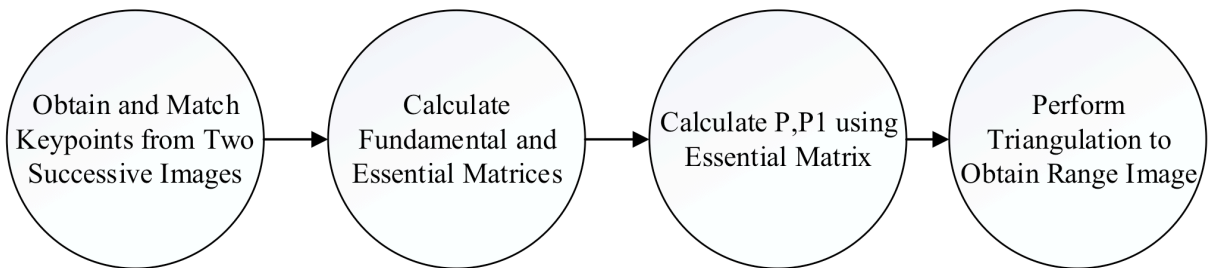 Obtain and Match
Keypoints from Two
Successive Images
Calculate
Fundamental and
Essential Matrices
Calculate P,P1 using
Essential Matrix
Perform
Triangulation to
Obtain Range Image